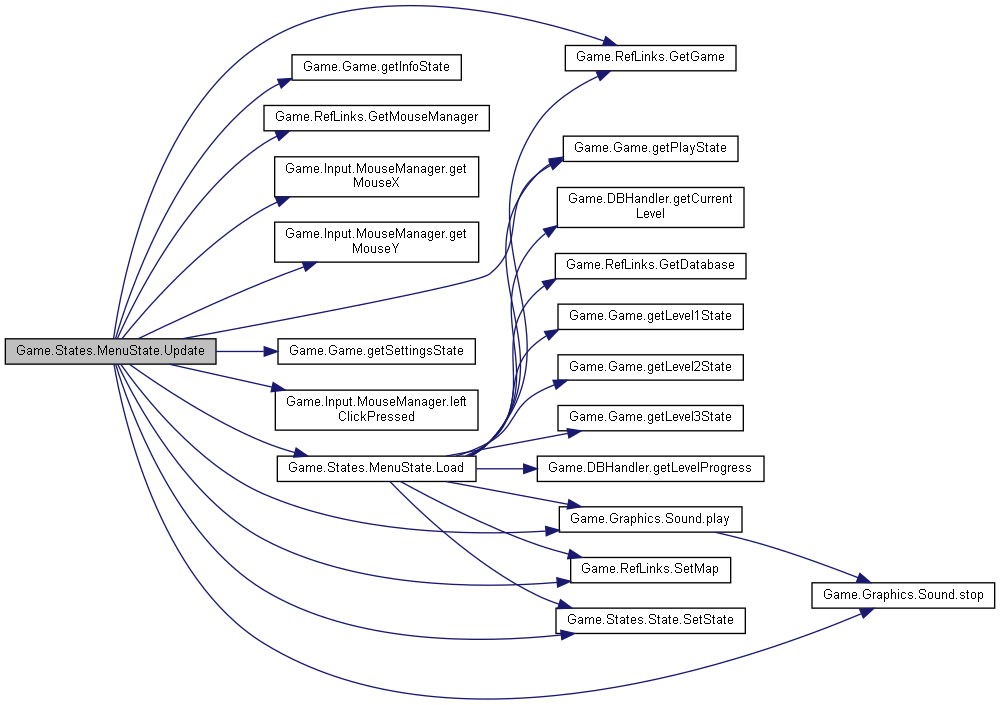 Game.States.MenuState.Update
Game.Game.getInfoState
Game.RefLinks.GetMouseManager
Game.Input.MouseManager.get
MouseX
Game.Input.MouseManager.get
MouseY
Game.Game.getSettingsState
Game.Input.MouseManager.left
ClickPressed
Game.States.MenuState.Load
Game.RefLinks.GetGame
Game.Game.getPlayState
Game.DBHandler.getCurrent
Level
Game.RefLinks.GetDatabase
Game.Game.getLevel1State
Game.Game.getLevel2State
Game.Game.getLevel3State
Game.DBHandler.getLevelProgress
Game.Graphics.Sound.play
Game.RefLinks.SetMap
Game.States.State.SetState
Game.Graphics.Sound.stop